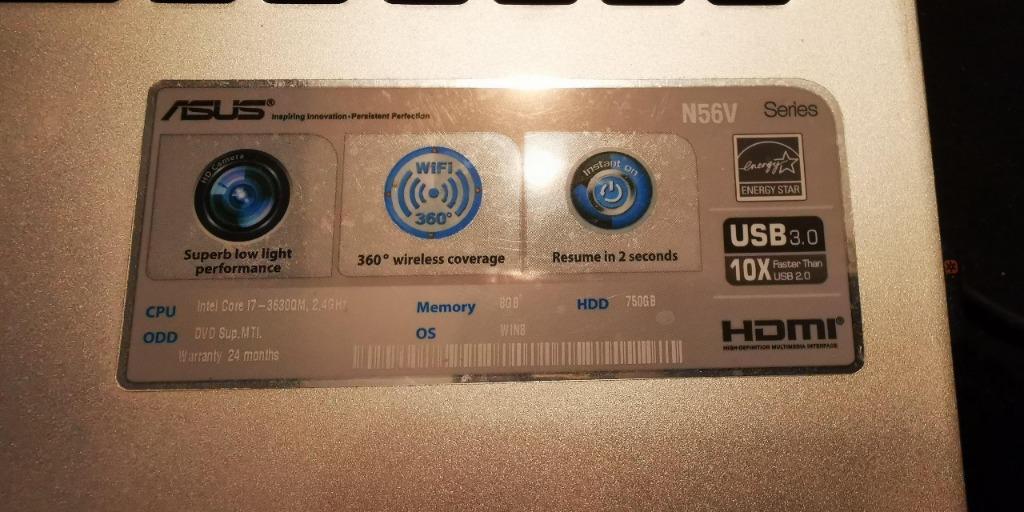 ASUS® Inspiring Innovation • Persistent Perfection
N56V Series
HD Camera
Superb low light
performance
WiFi
360°
360° wireless coverage
Instant on
Resume in 2 seconds
energy
ENERGY STAR
USB 3.0
10X Faster Than
USB 2.0
HDMI®
HIGH-DEFINITION MULTIMEDIA INTERFACE
CPU Intel Core I7-3630QM, 2.4GHz
Memory 8GB
HDD 750GB
ODD DVD Sup.MTI.
OS WIN8
Warranty 24 months